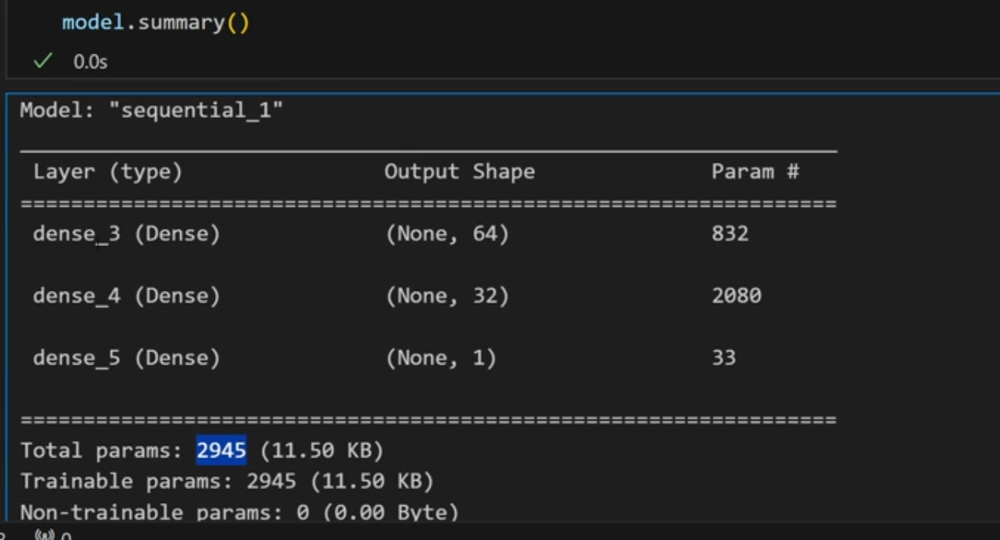 model.summary()
0.0s
Model: "sequential_1"
Layer (type) Output Shape Param #
=================================================================
dense_3 (Dense) (None, 64) 832
dense_4 (Dense) (None, 32) 2080
dense_5 (Dense) (None, 1) 33
=================================================================
Total params: 2945 (11.50 KB)
Trainable params: 2945 (11.50 KB)
Non-trainable params: 0 (0.00 Byte)
0